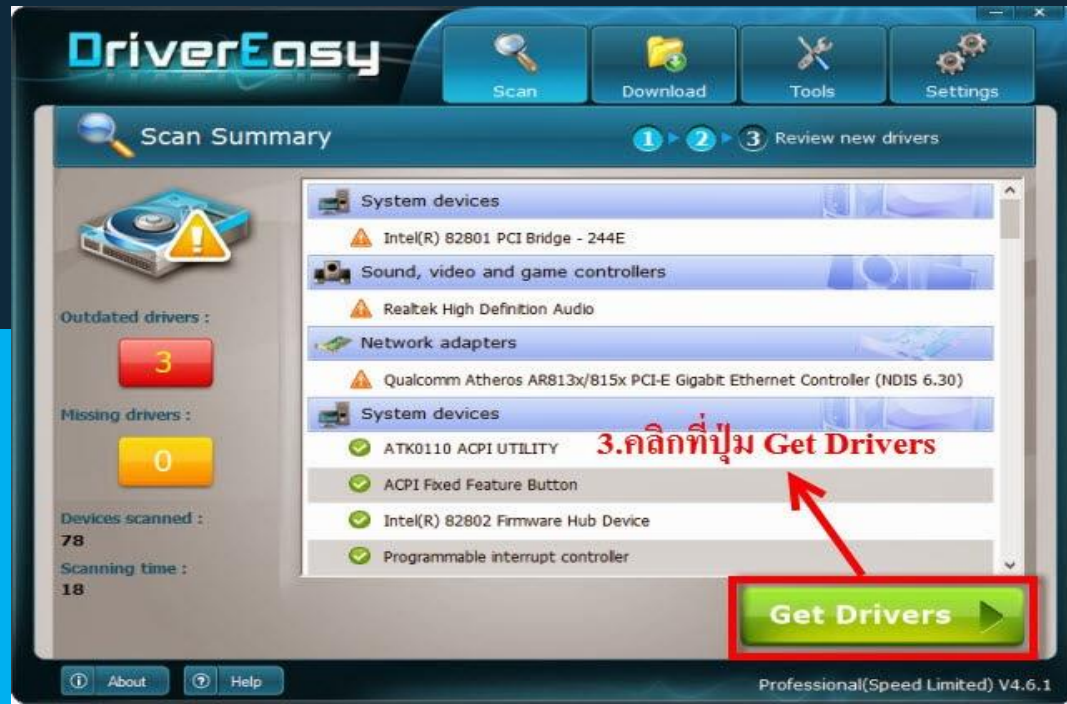 DriverEasy
Scan
Download
Tools
Settings
Scan Summary
1 2 3 Review new drivers
System devices
Intel(R) 82801 PCI Bridge - 244E
Sound, video and game controllers
Realtek High Definition Audio
Network adapters
Qualcomm Atheros AR813x/815x PCI-E Gigabit Ethernet Controller (NDIS 6.30)
System devices
ATK0110 ACPI UTILITY
ACPI Fixed Feature Button
Intel(R) 82802 Firmware Hub Device
Programmable interrupt controller
Outdated drivers :
3
Missing drivers :
0
Devices scanned :
78
Scanning time :
18
3.คลิกที่ปุ่ม Get Drivers
Get Drivers
About
Help
Professional(Speed Limited) V4.6.1